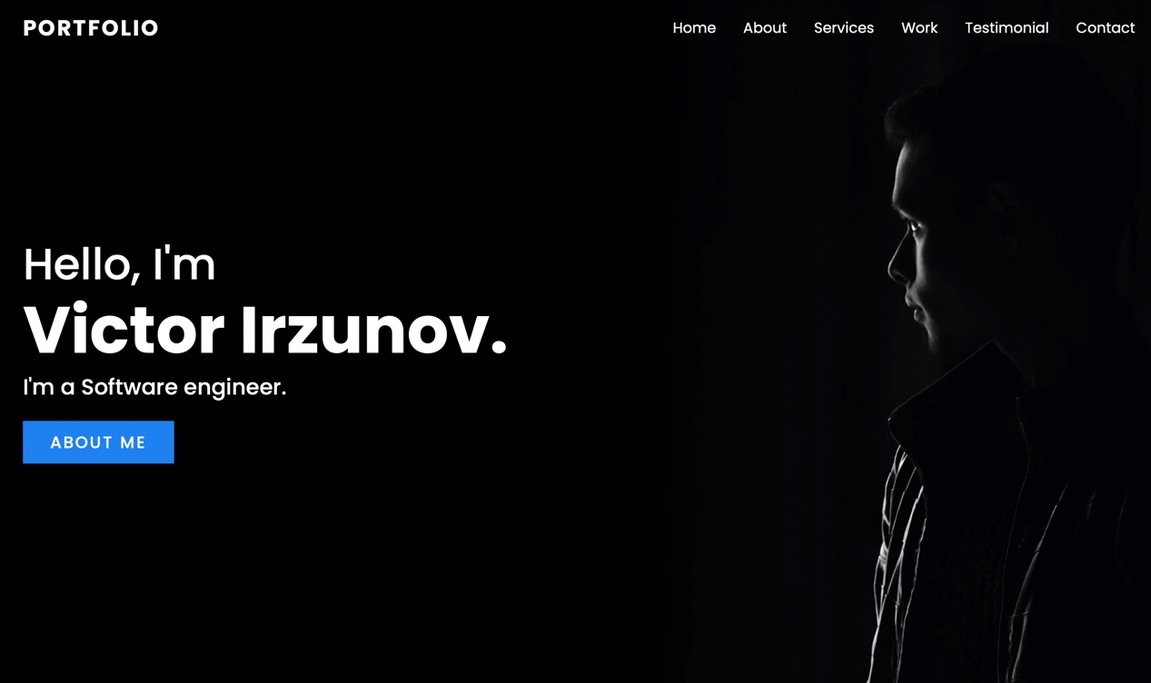 PORTFOLIO
Home About Services Work Testimonial Contact
Hello, I'm
Victor Irzunov.
I'm a Software engineer.
ABOUT ME